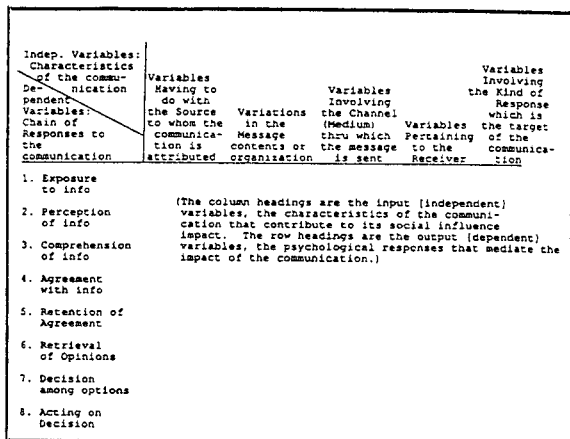 Indep. Variables:
Characteristics
of the commu-
nication
De-
pendent
Variables:
Chain of
Responses to
the
communication
Variables
Having to
do with
the Source
to whom the
communica-
tion is
attributed
Variations
in the
Message
contents or
organization
Variables
Involving
the Channel
(Medium)
thru which
the message
is sent
Variables
Pertaining
to the
Receiver
Variables
Involving
the Kind of
Response
which is
the target
of the
communica-
tion
1. Exposure
to info
2. Perception
of info
3. Comprehension
of info
4. Agreement
with info
5. Retention of
Agreement
6. Retrieval
of Opinions
7. Decision
among options
8. Acting on
Decision
(The column headings are the input [independent]
variables, the characteristics of the communi-
cation that contribute to its social influence
impact. The row headings are the output [dependent]
variables, the psychological responses that mediate the
impact of the communication.)